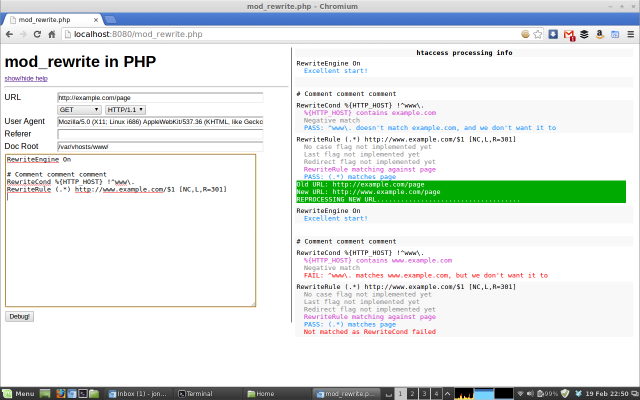 mod_rewrite.php - Chromium
mod_rewrite.php
localhost:8080/mod_rewrite.php
mod_rewrite in PHP
show/hide help
URL
http://example.com/page
GET
HTTP/1.1
User Agent
Mozilla/5.0 (X11; Linux i686) AppleWebKit/537.36 (KHTML, like Gecko
Referer
Doc Root
/var/vhosts/www/
RewriteEngine On
# Comment comment comment
RewriteCond %{HTTP_HOST} !^www\.
RewriteRule (.*) http://www.example.com/$1 [NC,L,R=301]
Debug!
htaccess processing info
RewriteEngine On
Excellent start!
# Comment comment comment
RewriteCond %{HTTP_HOST} !^www\.
%{HTTP_HOST} contains example.com
Negative match
PASS: ^www\. doesn't match example.com, and we don't want it to
RewriteRule (.*) http://www.example.com/$1 [NC,L,R=301]
No case flag not implemented yet
Last flag not implemented yet
Redirect flag not implemented yet
RewriteRule matching against page
PASS: (.*) matches page
Old URL: http://example.com/page
New URL: http://www.example.com/page
REPROCESSING NEW URL...................................
RewriteEngine On
Excellent start!
# Comment comment comment
RewriteCond %{HTTP_HOST} !^www\.
%{HTTP_HOST} contains www.example.com
Negative match
FAIL: ^www\. matches www.example.com, but we don't want it to
RewriteRule (.*) http://www.example.com/$1 [NC,L,R=301]
No case flag not implemented yet
Last flag not implemented yet
Redirect flag not implemented yet
RewriteRule matching against page
PASS: (.*) matches page
Not matched as RewriteCond failed
Menu
Inbox (1) - jon...
Terminal
Home
mod_rewrite.p...
1 2 3 4
99%
19 Feb 22:50